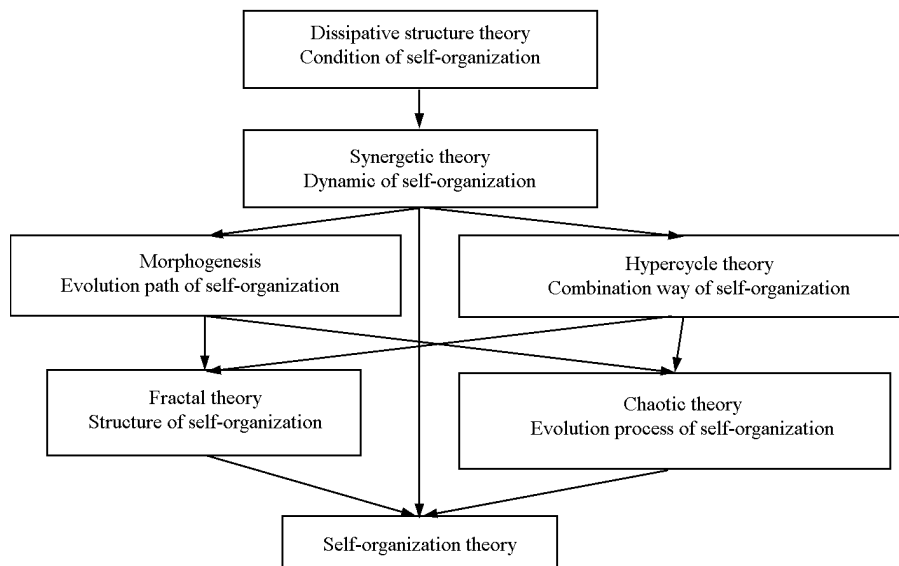 Dissipative structure theory
Condition of self-organization
Synergetic theory
Dynamic of self-organization
Morphogenesis
Evolution path of self-organization
Hypercycle theory
Combination way of self-organization
Fractal theory
Structure of self-organization
Chaotic theory
Evolution process of self-organization
Self-organization theory